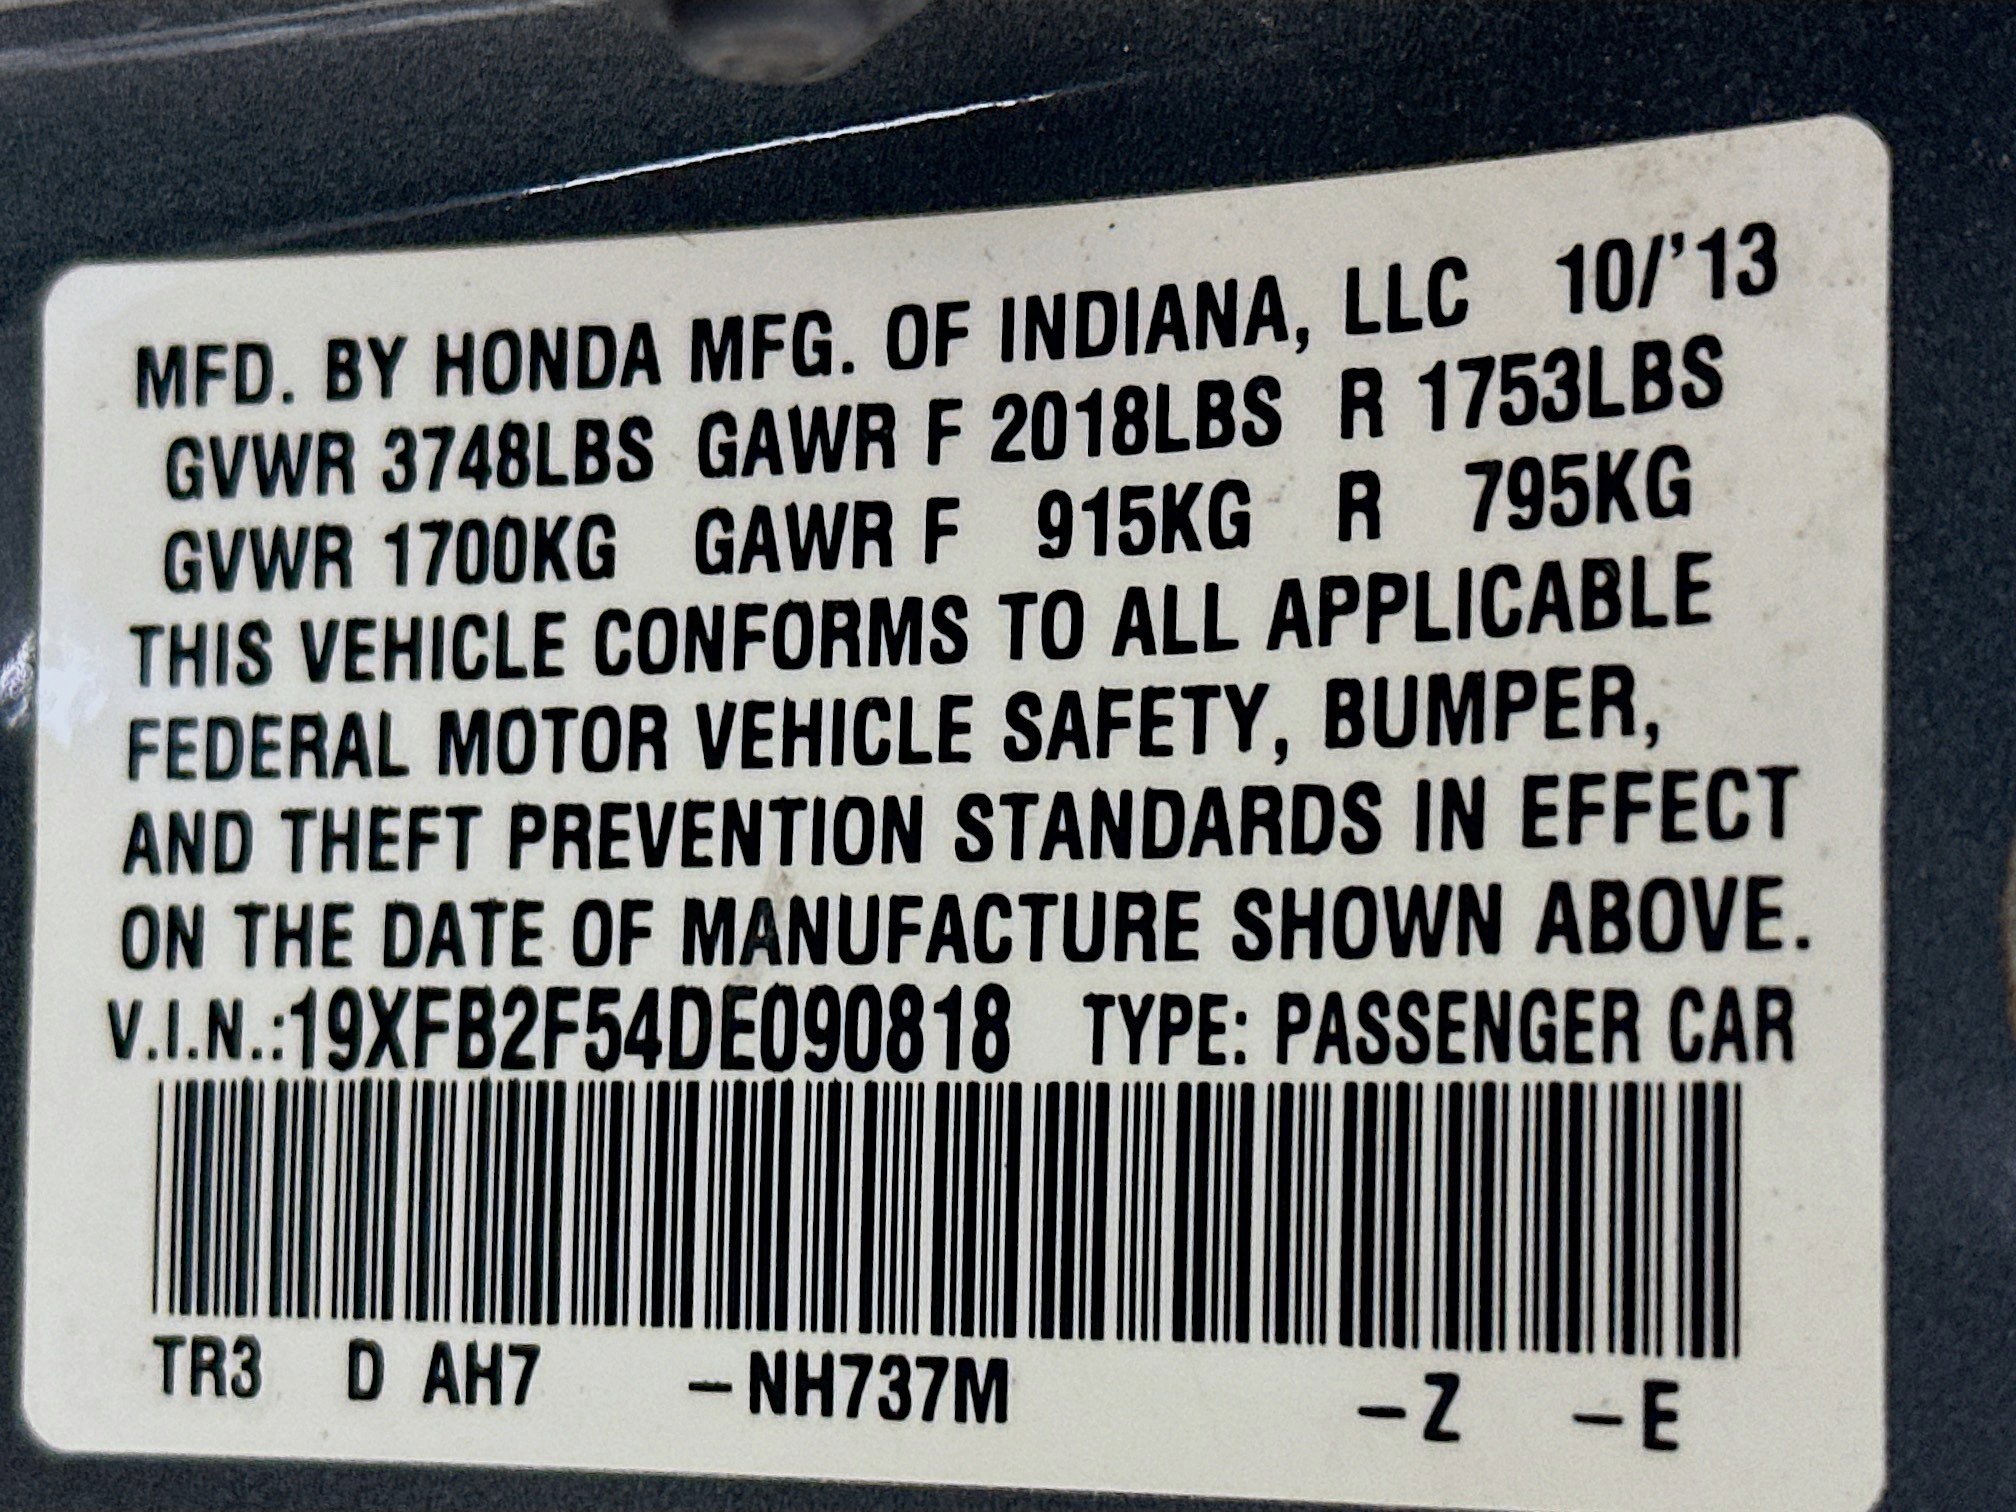 MFD. BY HONDA MFG. OF INDIANA, LLC 10/'13
GVWR 3748LBS GAWR F 2018LBS R 1753LBS
GVWR 1700KG GAWR F 915KG R 795KG
THIS VEHICLE CONFORMS TO ALL APPLICABLE
FEDERAL MOTOR VEHICLE SAFETY, BUMPER,
AND THEFT PREVENTION STANDARDS IN EFFECT
ON THE DATE OF MANUFACTURE SHOWN ABOVE.
V.I.N.:19XFB2F54DE090818 TYPE: PASSENGER CAR
TR3 D AH7 –NH737M –Z –E